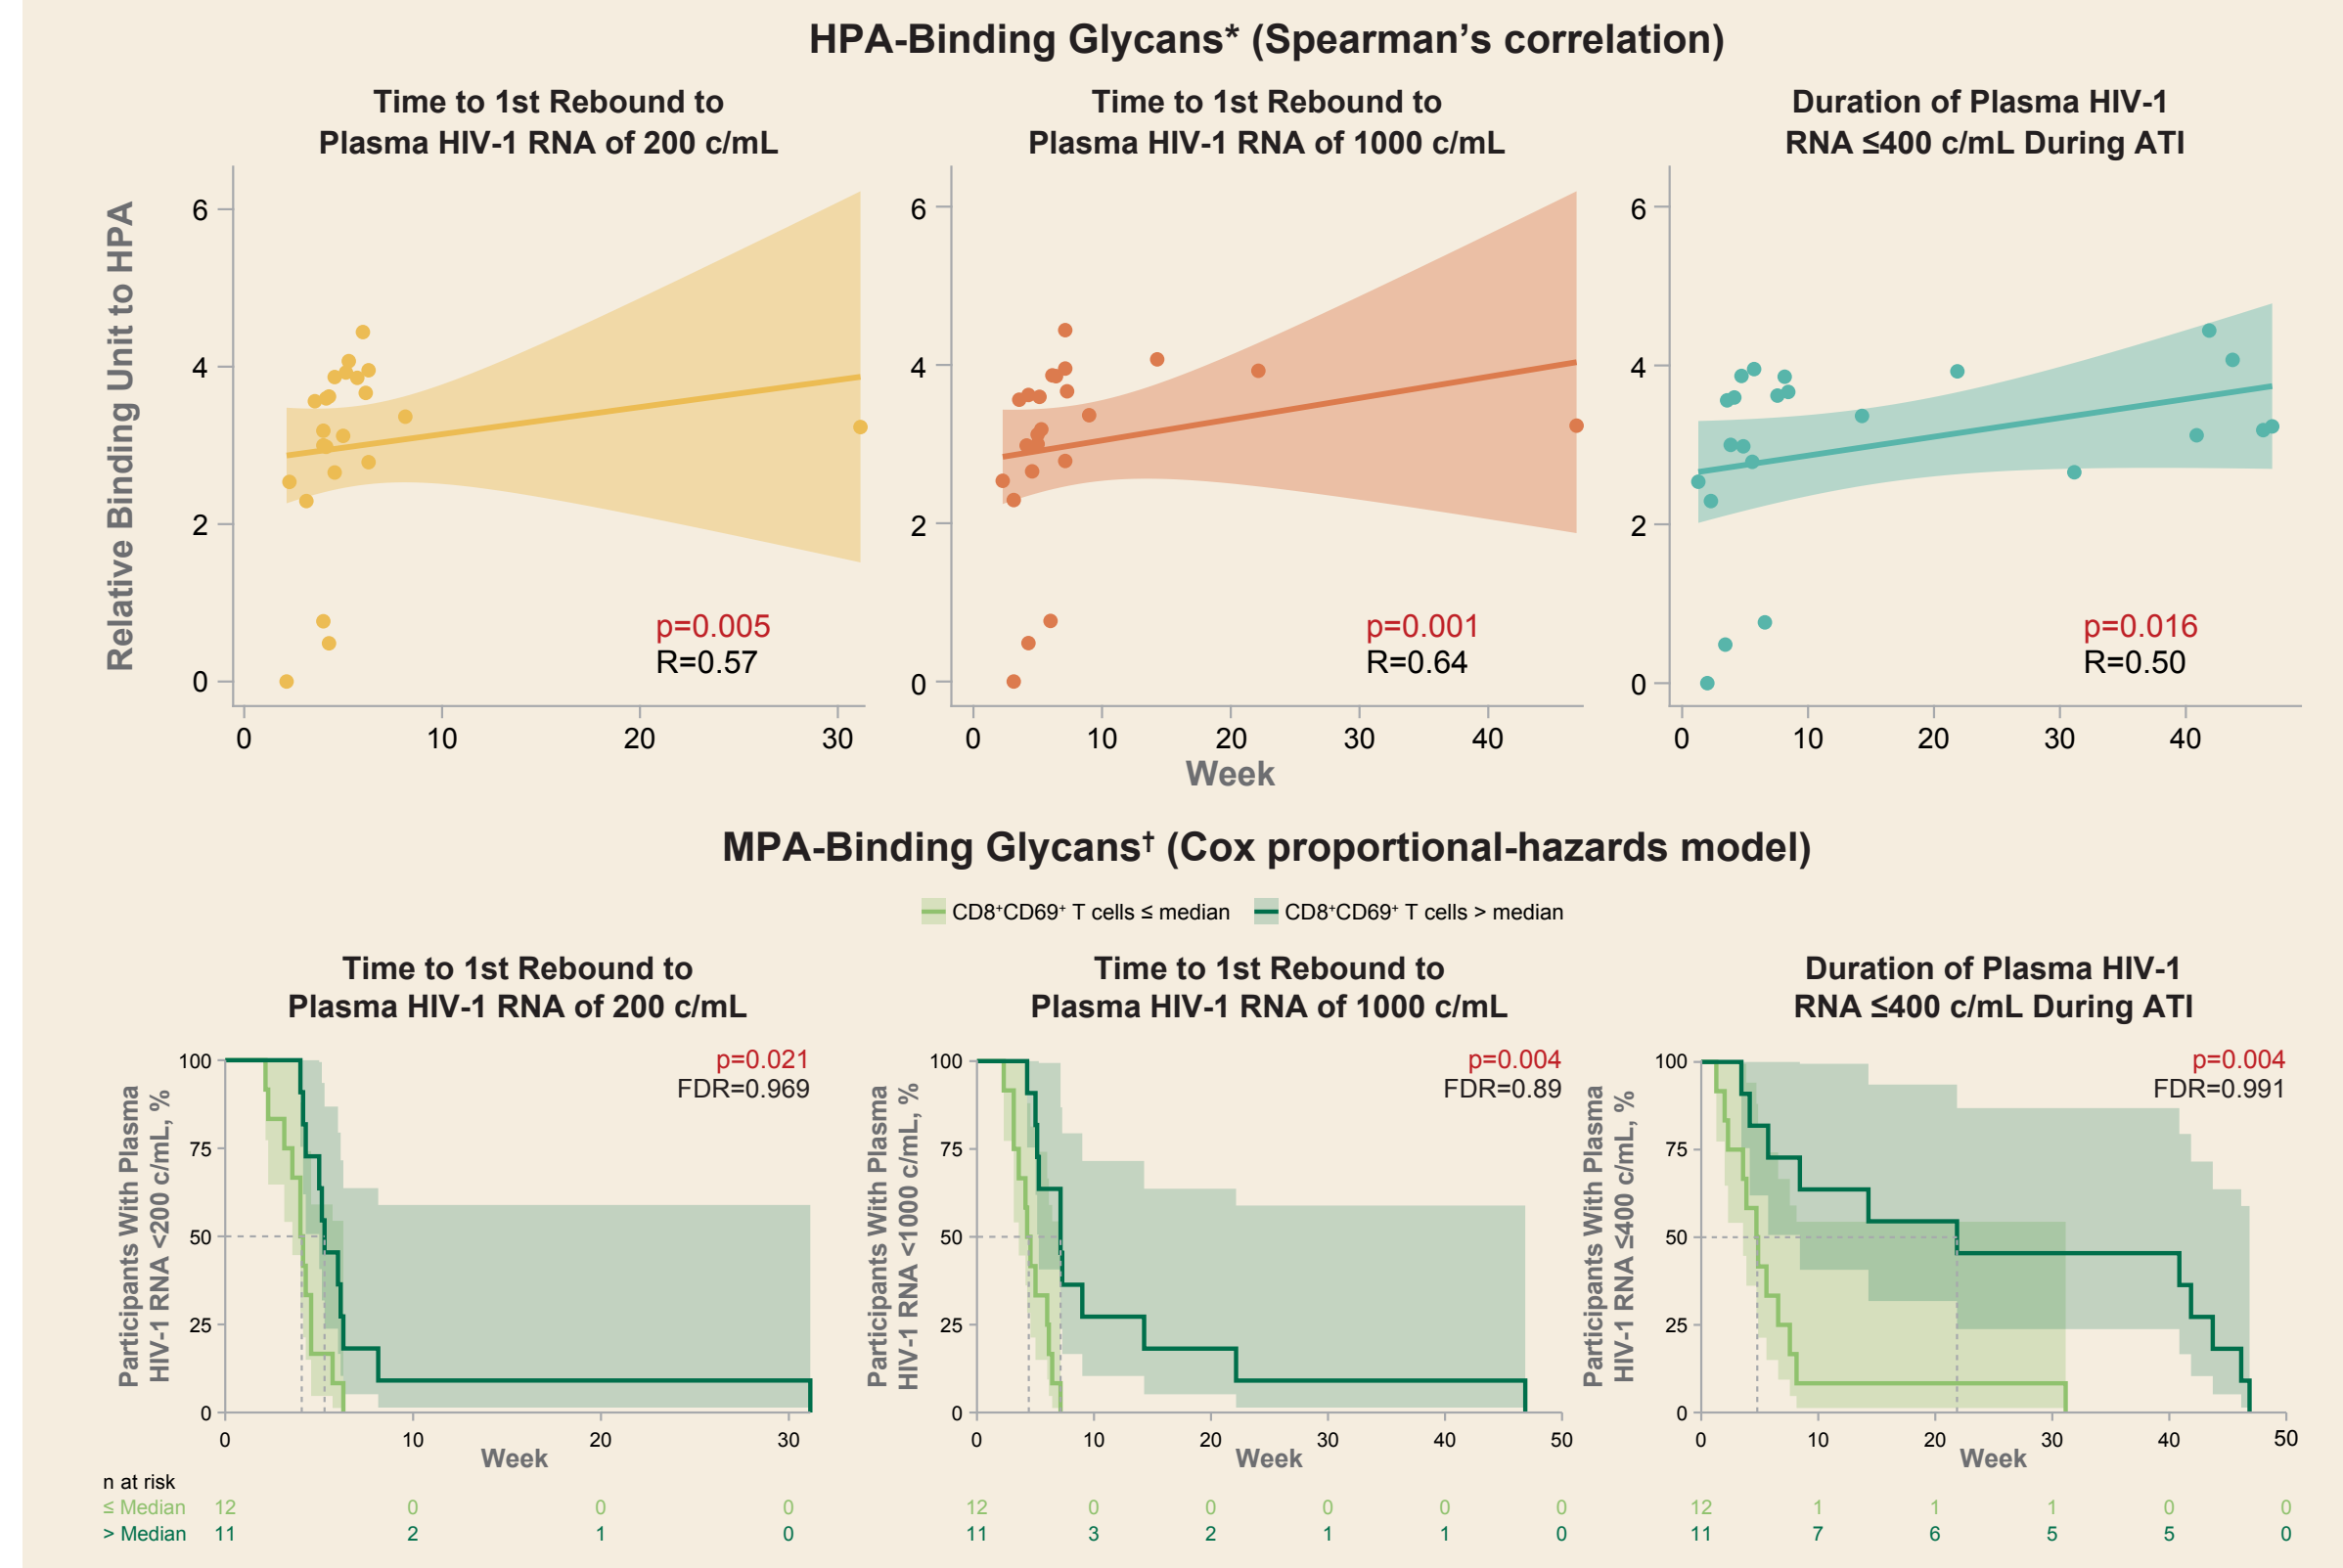 HPA-Binding Glycans* (Spearman’s correlation)
Time to 1st Rebound to
Plasma HIV-1 RNA of 200 c/mL
Time to 1st Rebound to
Plasma HIV-1 RNA of 1000 c/mL
Duration of Plasma HIV-1
RNA ≤400 c/mL During ATI
Relative Binding Unit to HPA
6
4
2
0
p=0.005
R=0.57
0 10 20 30
6
4
2
0
p=0.001
R=0.64
0 10 20 30 40
6
4
2
0
p=0.016
R=0.50
0 10 20 30 40
Week
MPA-Binding Glycans† (Cox proportional-hazards model)
CD8+CD69+ T cells ≤ median CD8+CD69+ T cells > median
Time to 1st Rebound to
Plasma HIV-1 RNA of 200 c/mL
Time to 1st Rebound to
Plasma HIV-1 RNA of 1000 c/mL
Duration of Plasma HIV-1
RNA ≤400 c/mL During ATI
Participants With Plasma
HIV-1 RNA <200 c/mL, %
100
75
50
25
0
p=0.021
FDR=0.969
0 10 20 30
Week
Participants With Plasma
HIV-1 RNA <1000 c/mL, %
100
75
50
25
0
p=0.004
FDR=0.89
0 10 20 30 40 50
Week
Participants With Plasma
HIV-1 RNA ≤400 c/mL, %
100
75
50
25
0
p=0.004
FDR=0.991
0 10 20 30 40 50
Week
n at risk
≤ Median 12 0 0 0 12 0 0 0 0 0 12 1 1 1 0 0
> Median 11 2 1 0 11 3 2 1 1 0 11 7 6 5 5 0